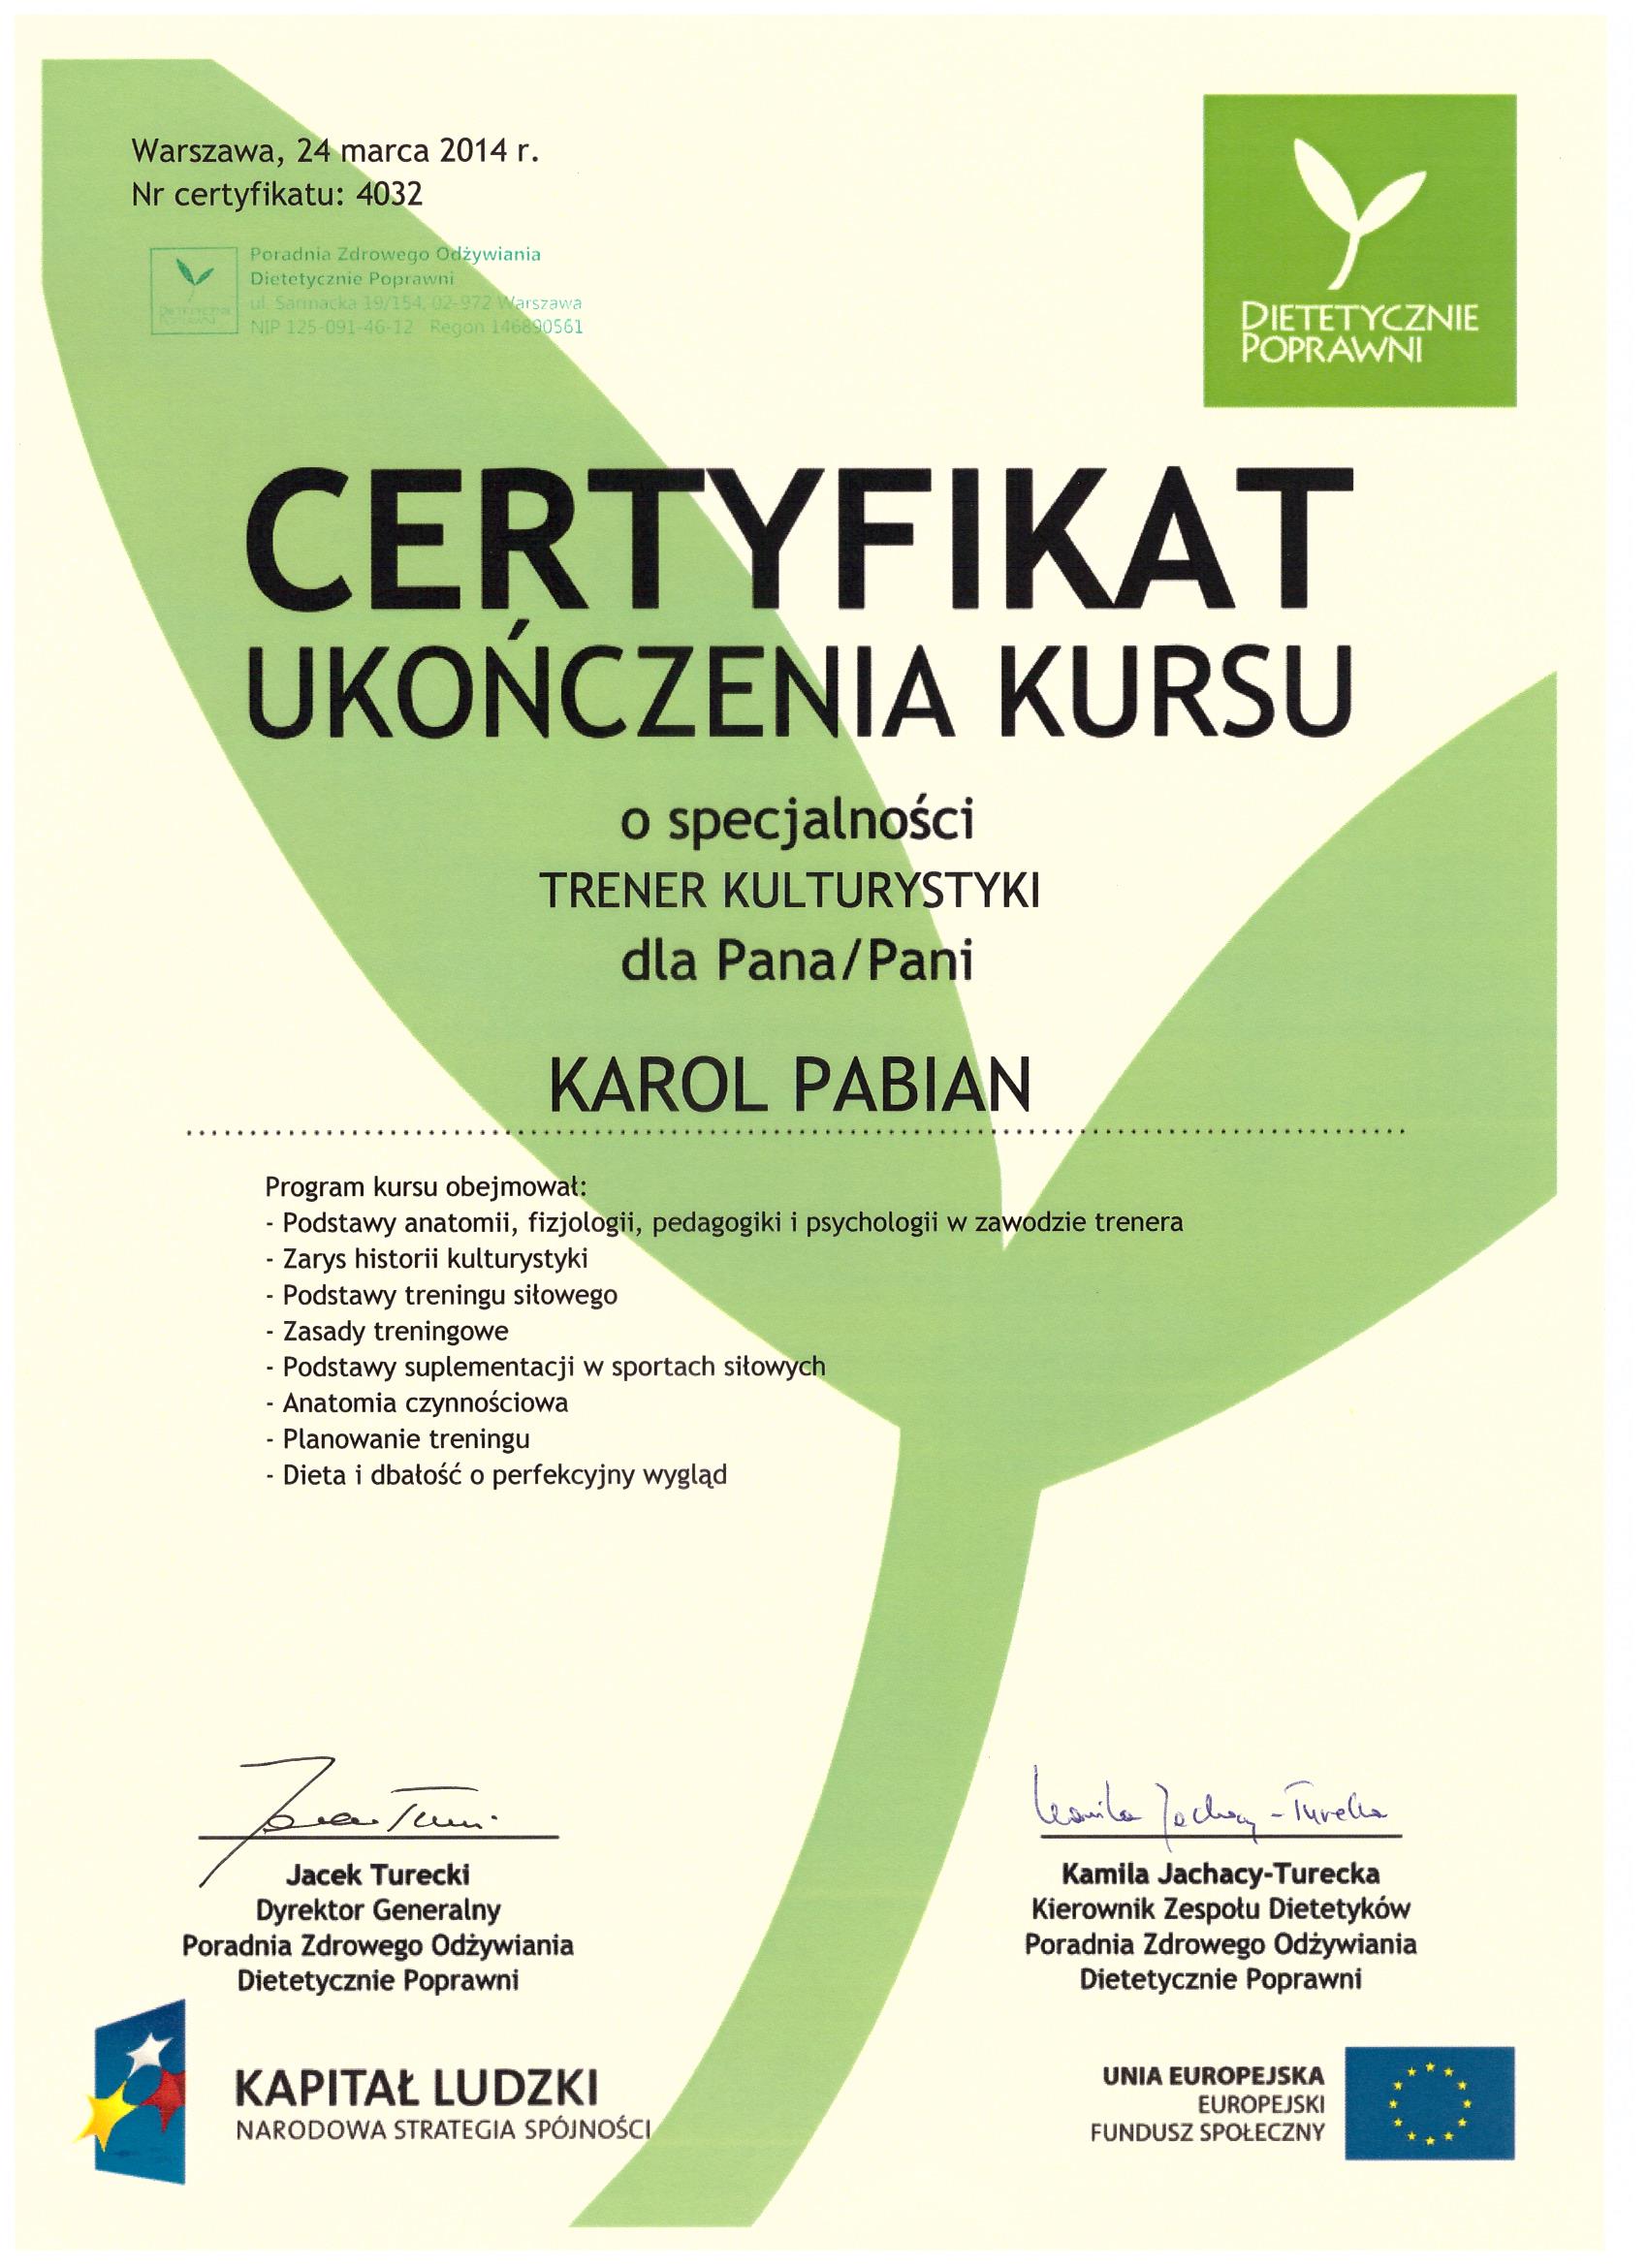 Warszawa, 24 marca 2014 r.
Nr certyfikatu: 4032
Poradnia Zdrowego Odżywiania
Dietetycznie Poprawni
ul. Sarmacka 19/154, 02-972 Warszawa
NIP 125-091-46-12 Regon 146890561
DIETETYCZNIE
POPRAWNI
DIETETYCZNIE
POPRAWNI
CERTYFIKAT
UKOŃCZENIA KURSU
o specjalności
TRENER KULTURYSTYKI
dla Pana/Pani
KAROL PABIAN
Program kursu obejmował:
- Podstawy anatomii, fizjologii, pedagogiki i psychologii w zawodzie trenera
- Zarys historii kulturystyki
- Podstawy treningu siłowego
- Zasady treningowe
- Podstawy suplementacji w sportach siłowych
- Anatomia czynnościowa
- Planowanie treningu
- Dieta i dbałość o perfekcyjny wygląd
Kamila Jachacy-Turecka
Jacek Turecki
Dyrektor Generalny
Poradnia Zdrowego Odżywiania
Dietetycznie Poprawni
Kamila Jachacy-Turecka
Kierownik Zespołu Dietetyków
Poradnia Zdrowego Odżywiania
Dietetycznie Poprawni
KAPITAŁ LUDZKI
NARODOWA STRATEGIA SPÓJNOŚCI
UNIA EUROPEJSKA
EUROPEJSKI
FUNDUSZ SPOŁECZNY